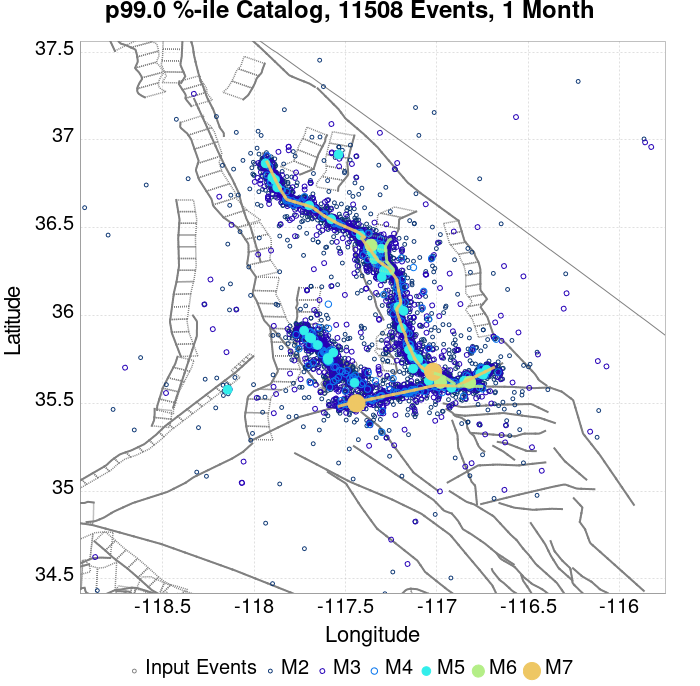 p99.0 %-ile Catalog, 11508 Events, 1 Month
37.5
37
36.5
36
35.5
35
34.5
Latitude
-118.5 -118 -117.5 -117 -116.5 -116
Longitude
Input Events M2 M3 M4 M5 M6 M7